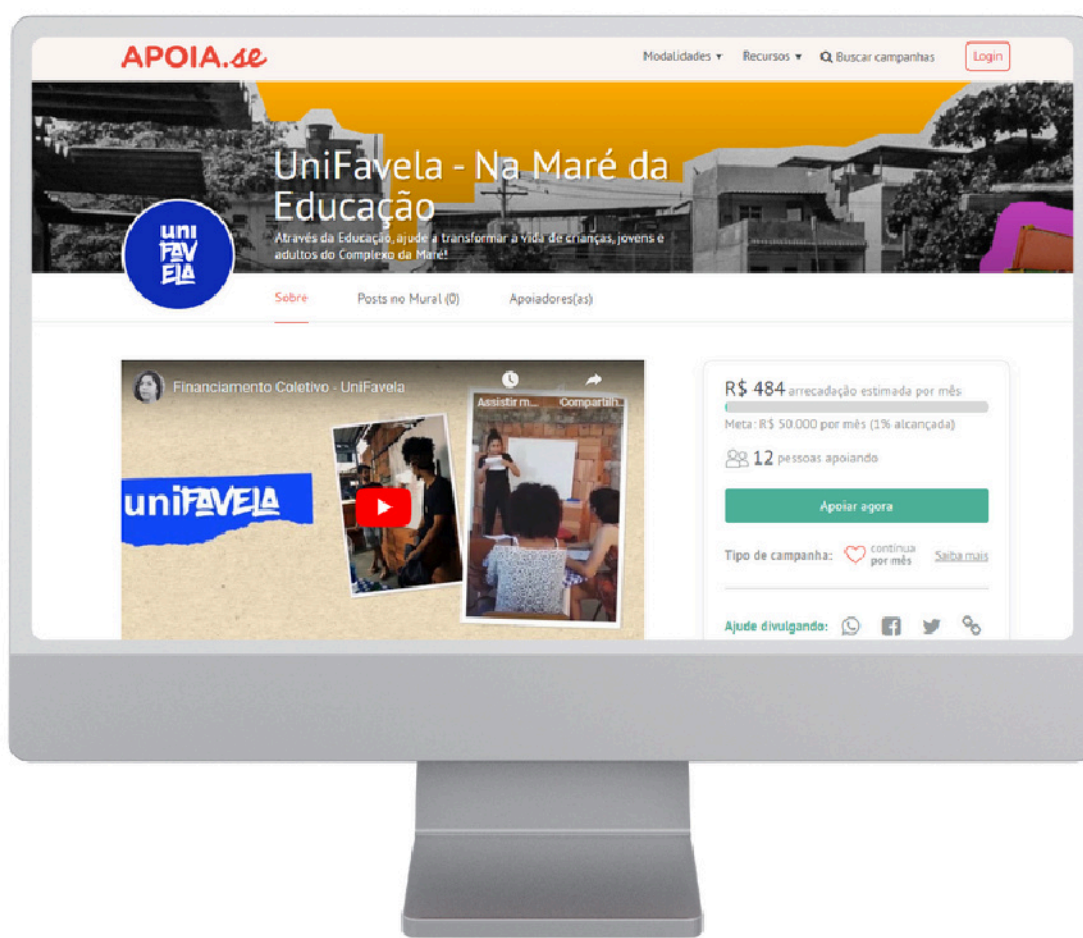 APOIA.se
Modalidades ▾ Recursos ▾ Buscar campanhas Login
UniFavela - Na Maré da
Educação
Através da Educação, ajude a transformar a vida de crianças, jovens e
adultos do Complexo da Maré!
uni
FAV
ELA
Sobre Posts no Mural (0) Apoiadores(as)
Financiamento Coletivo - UniFavela
Assistir m... Compartilh...
uniFAVELA
R$ 484 arrecadação estimada por mês
Meta: R$ 50.000 por mês (1% alcançada)
12 pessoas apoiando
Apoiar agora
Tipo de campanha: contínua
por mês Saiba mais
Ajude divulgando: